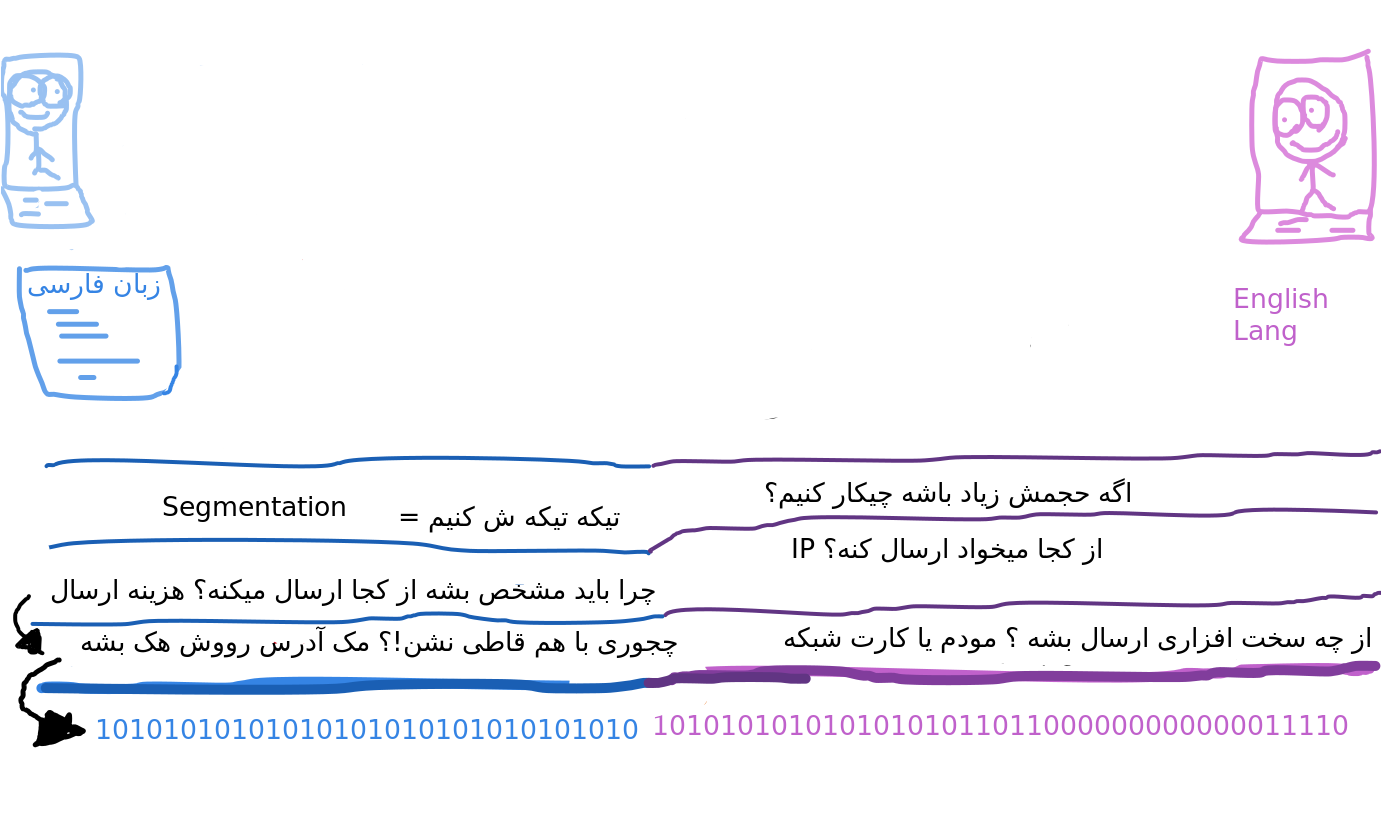 زبان فارسی
English
Lang
اگه حجمش زیاد باشه چیکار کنیم؟
Segmentation = تیکه تیکه ش کنیم
از کجا میخواد ارسال کنه؟ IP
چرا باید مشخص بشه از کجا ارسال میکنه؟ هزینه ارسال
از چه سخت افزاری ارسال بشه ؟ مودم یا کارت شبکه
چجوری با هم قاطی نشن!؟ مک آدرس رووش هک بشه
10101010101010101010101010101010
10101010101010101011011000000000000011110